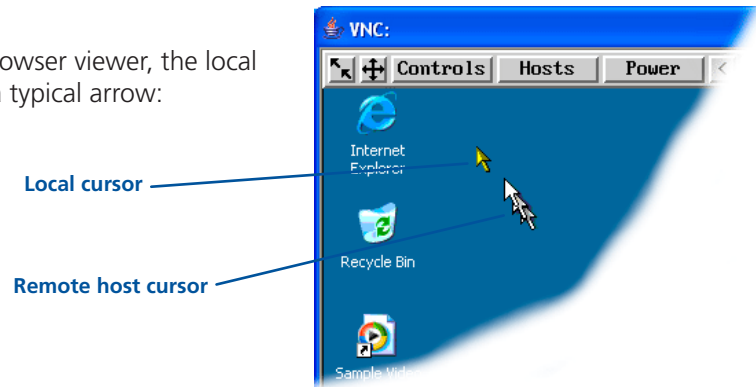 VNC:
owser viewer, the local
typical arrow:
Controls Hosts Power <
Internet
Explorer
Local cursor
Recycle Bin
Remote host cursor
Sample Video